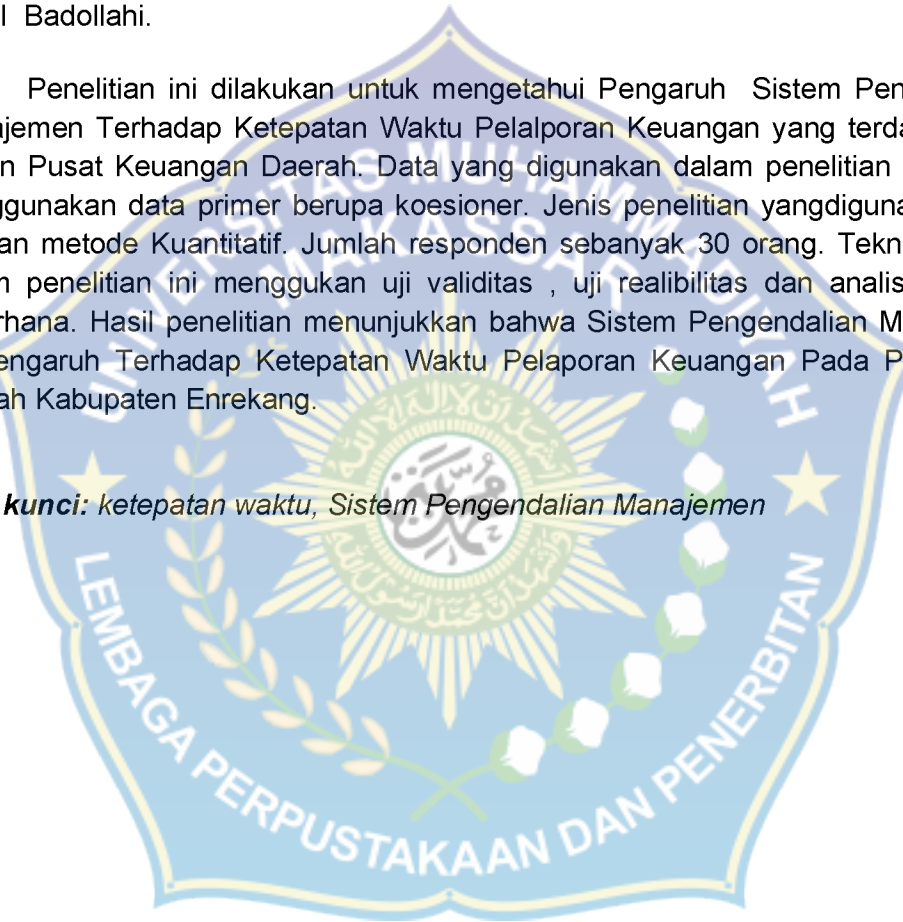 l Badollahi.
Penelitian ini dilakukan untuk mengetahui Pengaruh Sistem Pen
ajemen Terhadap Ketepatan Waktu Pelalporan Keuangan yang terda
n Pusat Keuangan Daerah. Data yang digunakan dalam penelitian
ggunakan data primer berupa koesioner. Jenis penelitian yangdiguna
an metode Kuantitatif. Jumlah responden sebanyak 30 orang. Tekn
n penelitian ini menggukan uji validitas , uji realibilitas dan analis
rhana. Hasil penelitian menunjukkan bahwa Sistem Pengendalian M
engaruh Terhadap Ketepatan Waktu Pelaporan Keuangan Pada P
ah Kabupaten Enrekang.
kunci: ketepatan waktu, Sistem Pengendalian Manajemen
UNIVERSITAS MUHAMMADIYAH
MAKASSAR
LEMBAGA PERPUSTAKAAN DAN PENERBITAN